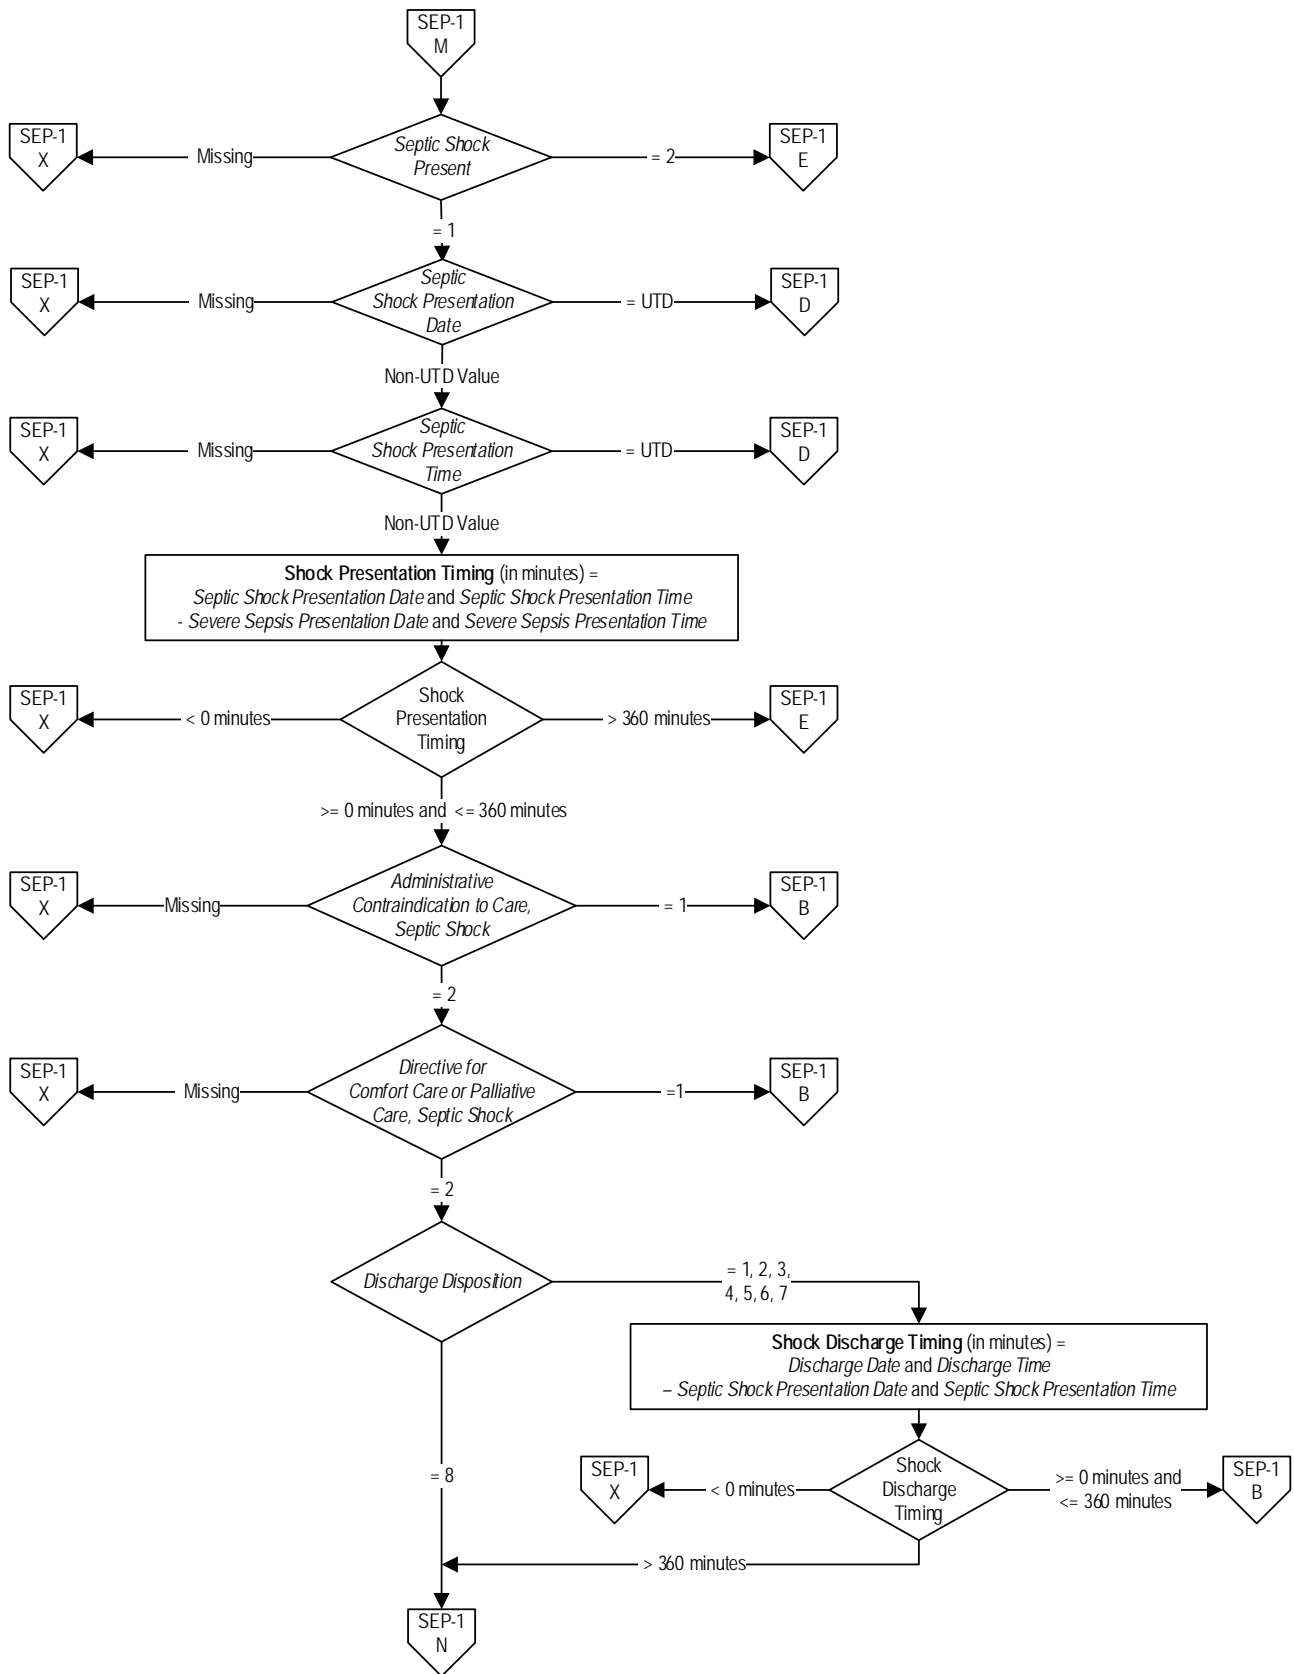 SEP-1
M
SEP-1
X
Missing
Septic Shock
Present
= 2
SEP-1
E
= 1
SEP-1
X
Missing
Septic
Shock Presentation
Date
= UTD
SEP-1
D
Non-UTD Value
SEP-1
X
Missing
Septic
Shock Presentation
Time
= UTD
SEP-1
D
Non-UTD Value
Shock Presentation Timing (in minutes) =
Septic Shock Presentation Date and Septic Shock Presentation Time
- Severe Sepsis Presentation Date and Severe Sepsis Presentation Time
SEP-1
X
< 0 minutes
Shock
Presentation
Timing
> 360 minutes
SEP-1
E
>= 0 minutes and <= 360 minutes
SEP-1
X
Missing
Administrative
Contraindication to Care,
Septic Shock
= 1
SEP-1
B
= 2
SEP-1
X
Missing
Directive for
Comfort Care or Palliative
Care, Septic Shock
=1
SEP-1
B
= 2
Discharge Disposition
= 1, 2, 3,
4, 5, 6, 7
Shock Discharge Timing (in minutes) =
Discharge Date and Discharge Time
– Septic Shock Presentation Date and Septic Shock Presentation Time
= 8
SEP-1
X
< 0 minutes
Shock
Discharge
Timing
>= 0 minutes and
<= 360 minutes
SEP-1
B
> 360 minutes
SEP-1
N